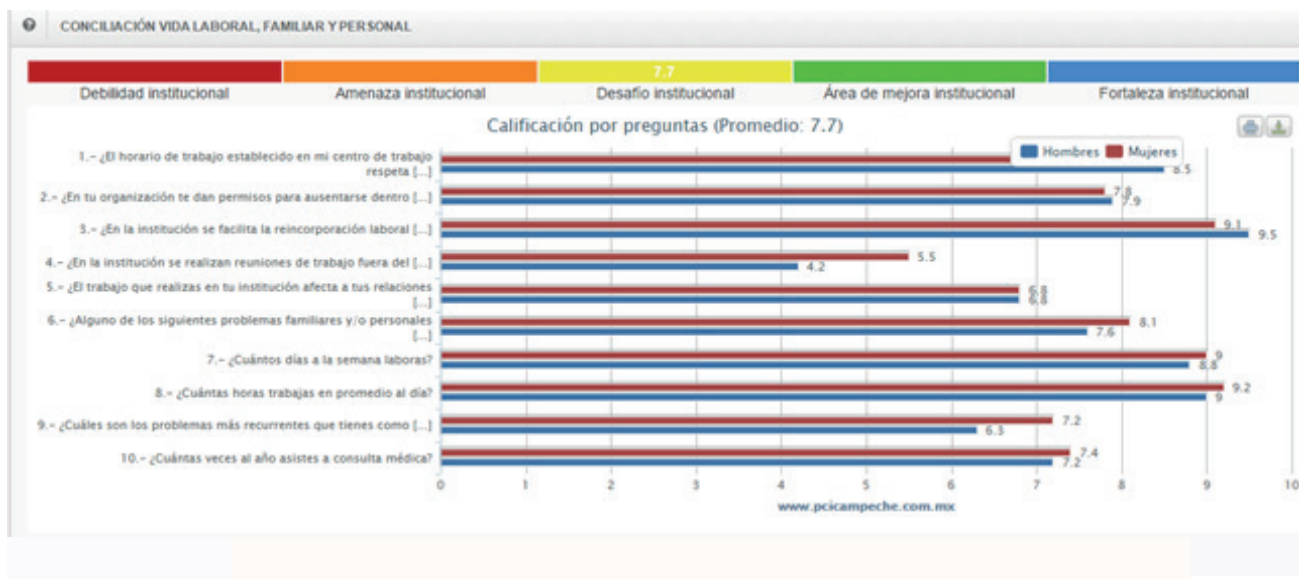 CONCILIACIÓN VIDA LABORAL, FAMILIAR Y PERSONAL
7.7
Debilidad institucional
Amenaza institucional
Desafío institucional
Área de mejora institucional
Fortaleza institucional
Calificación por preguntas (Promedio: 7.7)
Hombres
Mujeres
1.- ¿El horario de trabajo establecido en mi centro de trabajo
respeta [...]
8.5
2.- ¿En tu organización te dan permisos para ausentarse dentro [...]
7.8
7.9
3.- ¿En la institución se facilita la reincorporación laboral [...]
9.1
9.5
4.- ¿En la institución se realizan reuniones de trabajo fuera del [...]
5.5
4.2
5.- ¿El trabajo que realizas en tu institución afecta a tus relaciones
[...]
6.8
6.8
6.- ¿Alguno de los siguientes problemas familiares y/o personales
[...]
8.1
7.6
7.- ¿Cuántos días a la semana laboras?
9
8.8
8.- ¿Cuántas horas trabajas en promedio al día?
9.2
9
9.- ¿Cuáles son los problemas más recurrentes que tienes como [...]
7.2
6.3
10.- ¿Cuántas veces al año asistes a consulta médica?
7.4
7.2
0 1 2 3 4 5 6 7 8 9 10
www.pcicampeche.com.mx